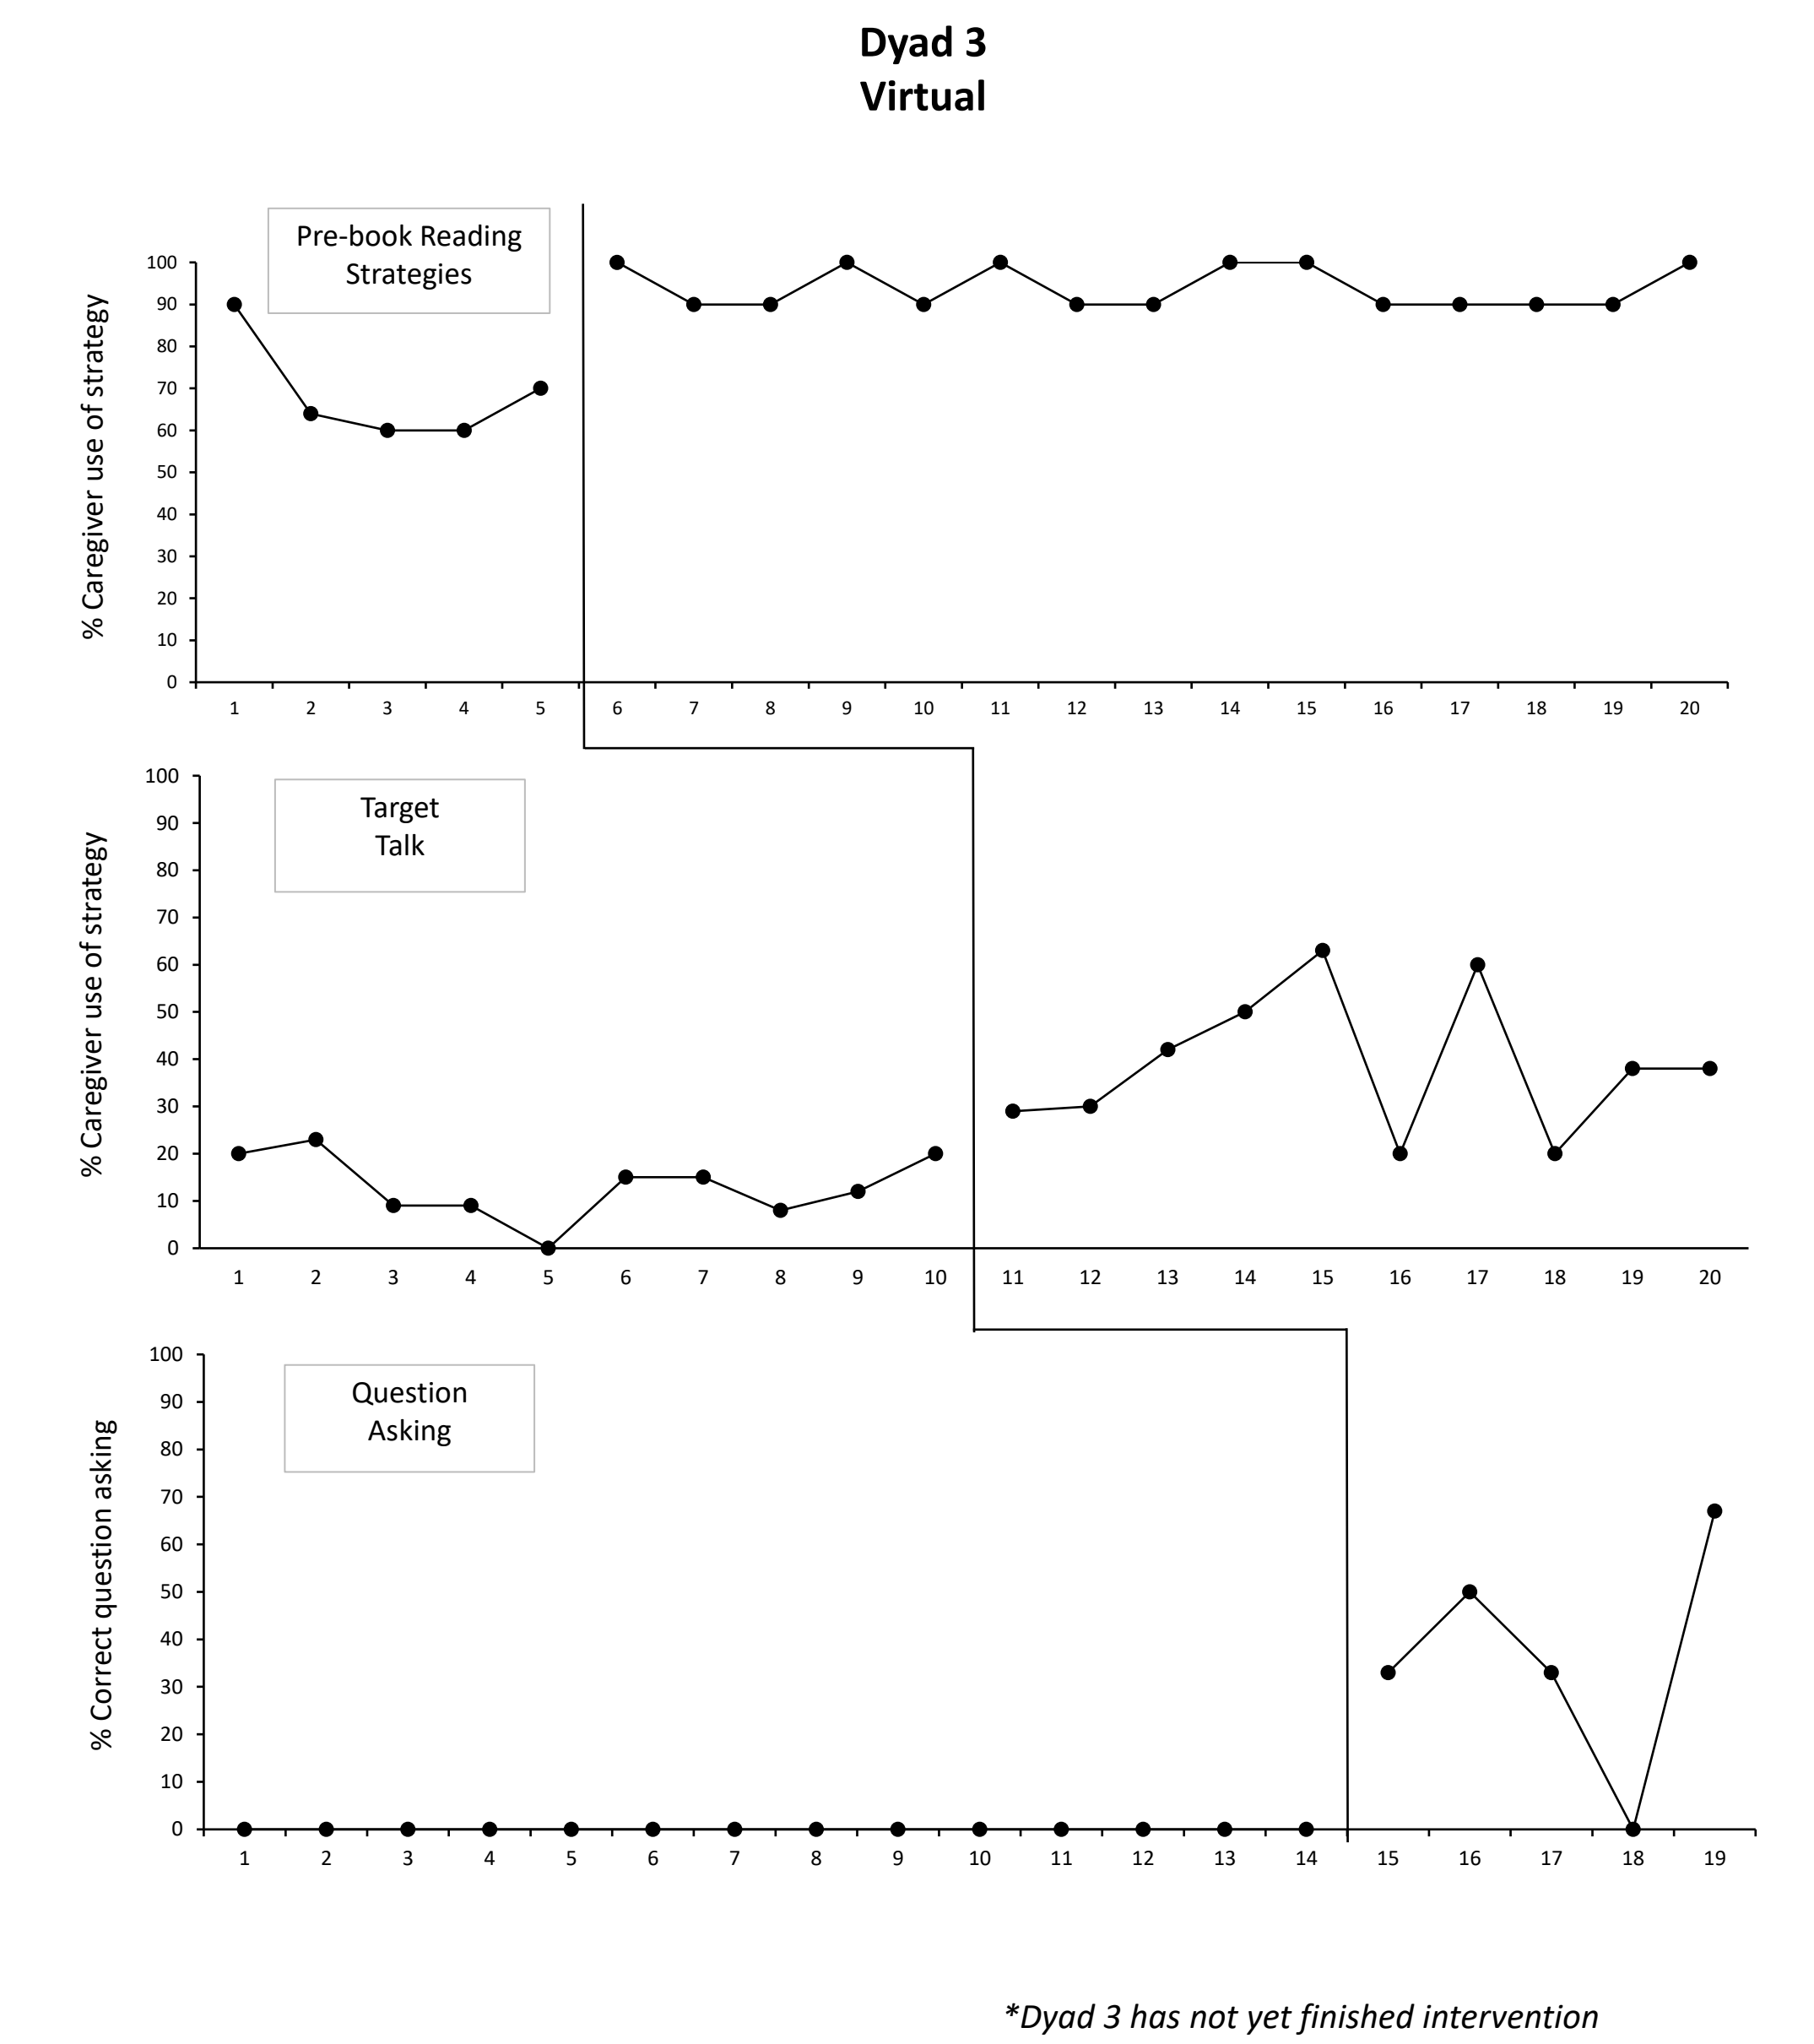 Dyad 3
Virtual
Pre-book Reading
Strategies
% Caregiver use of strategy
100
90
80
70
60
50
40
30
20
10
0
1 2 3 4 5 6 7 8 9 10 11 12 13 14 15 16 17 18 19 20
Target
Talk
% Caregiver use of strategy
100
90
80
70
60
50
40
30
20
10
0
1 2 3 4 5 6 7 8 9 10 11 12 13 14 15 16 17 18 19 20
Question
Asking
% Correct question asking
100
90
80
70
60
50
40
30
20
10
0
1 2 3 4 5 6 7 8 9 10 11 12 13 14 15 16 17 18 19
*Dyad 3 has not yet finished intervention